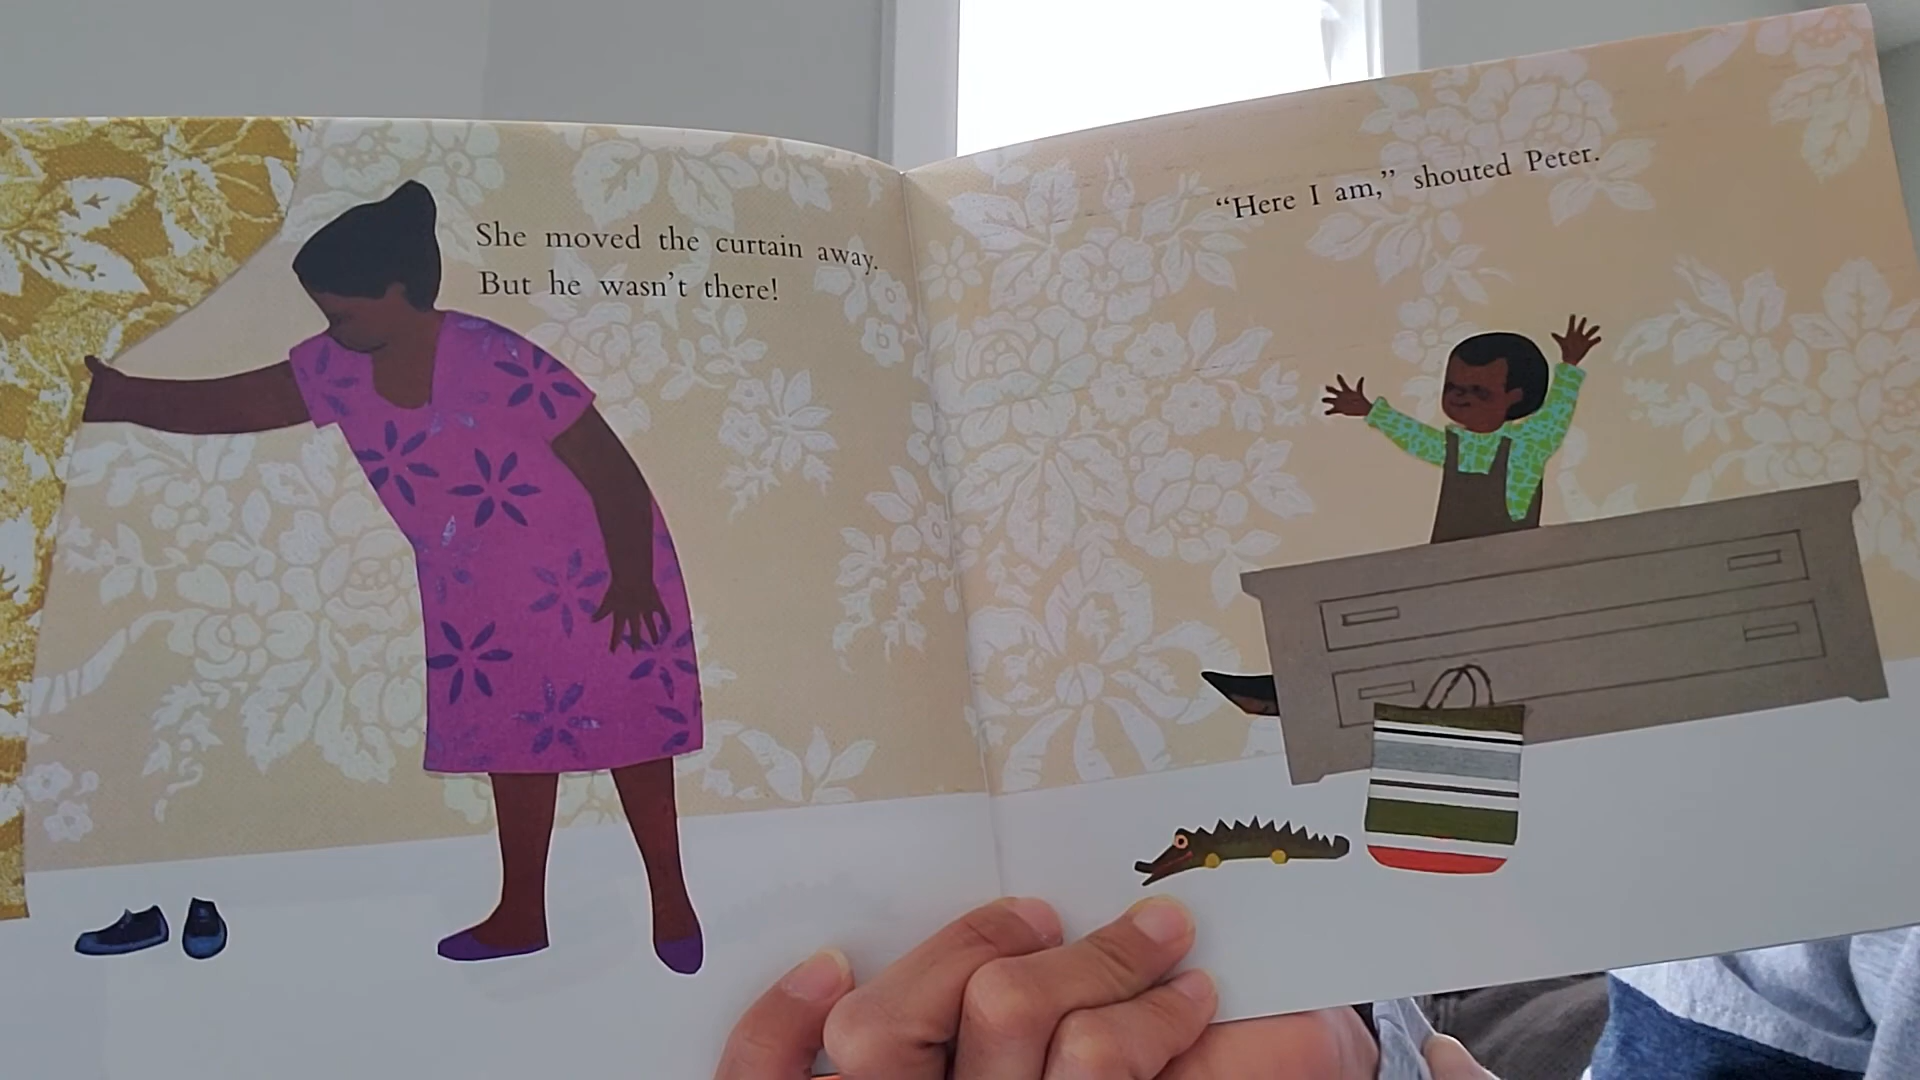 She moved the curtain away.
But he wasn't there!
“Here I am,” shouted Peter.